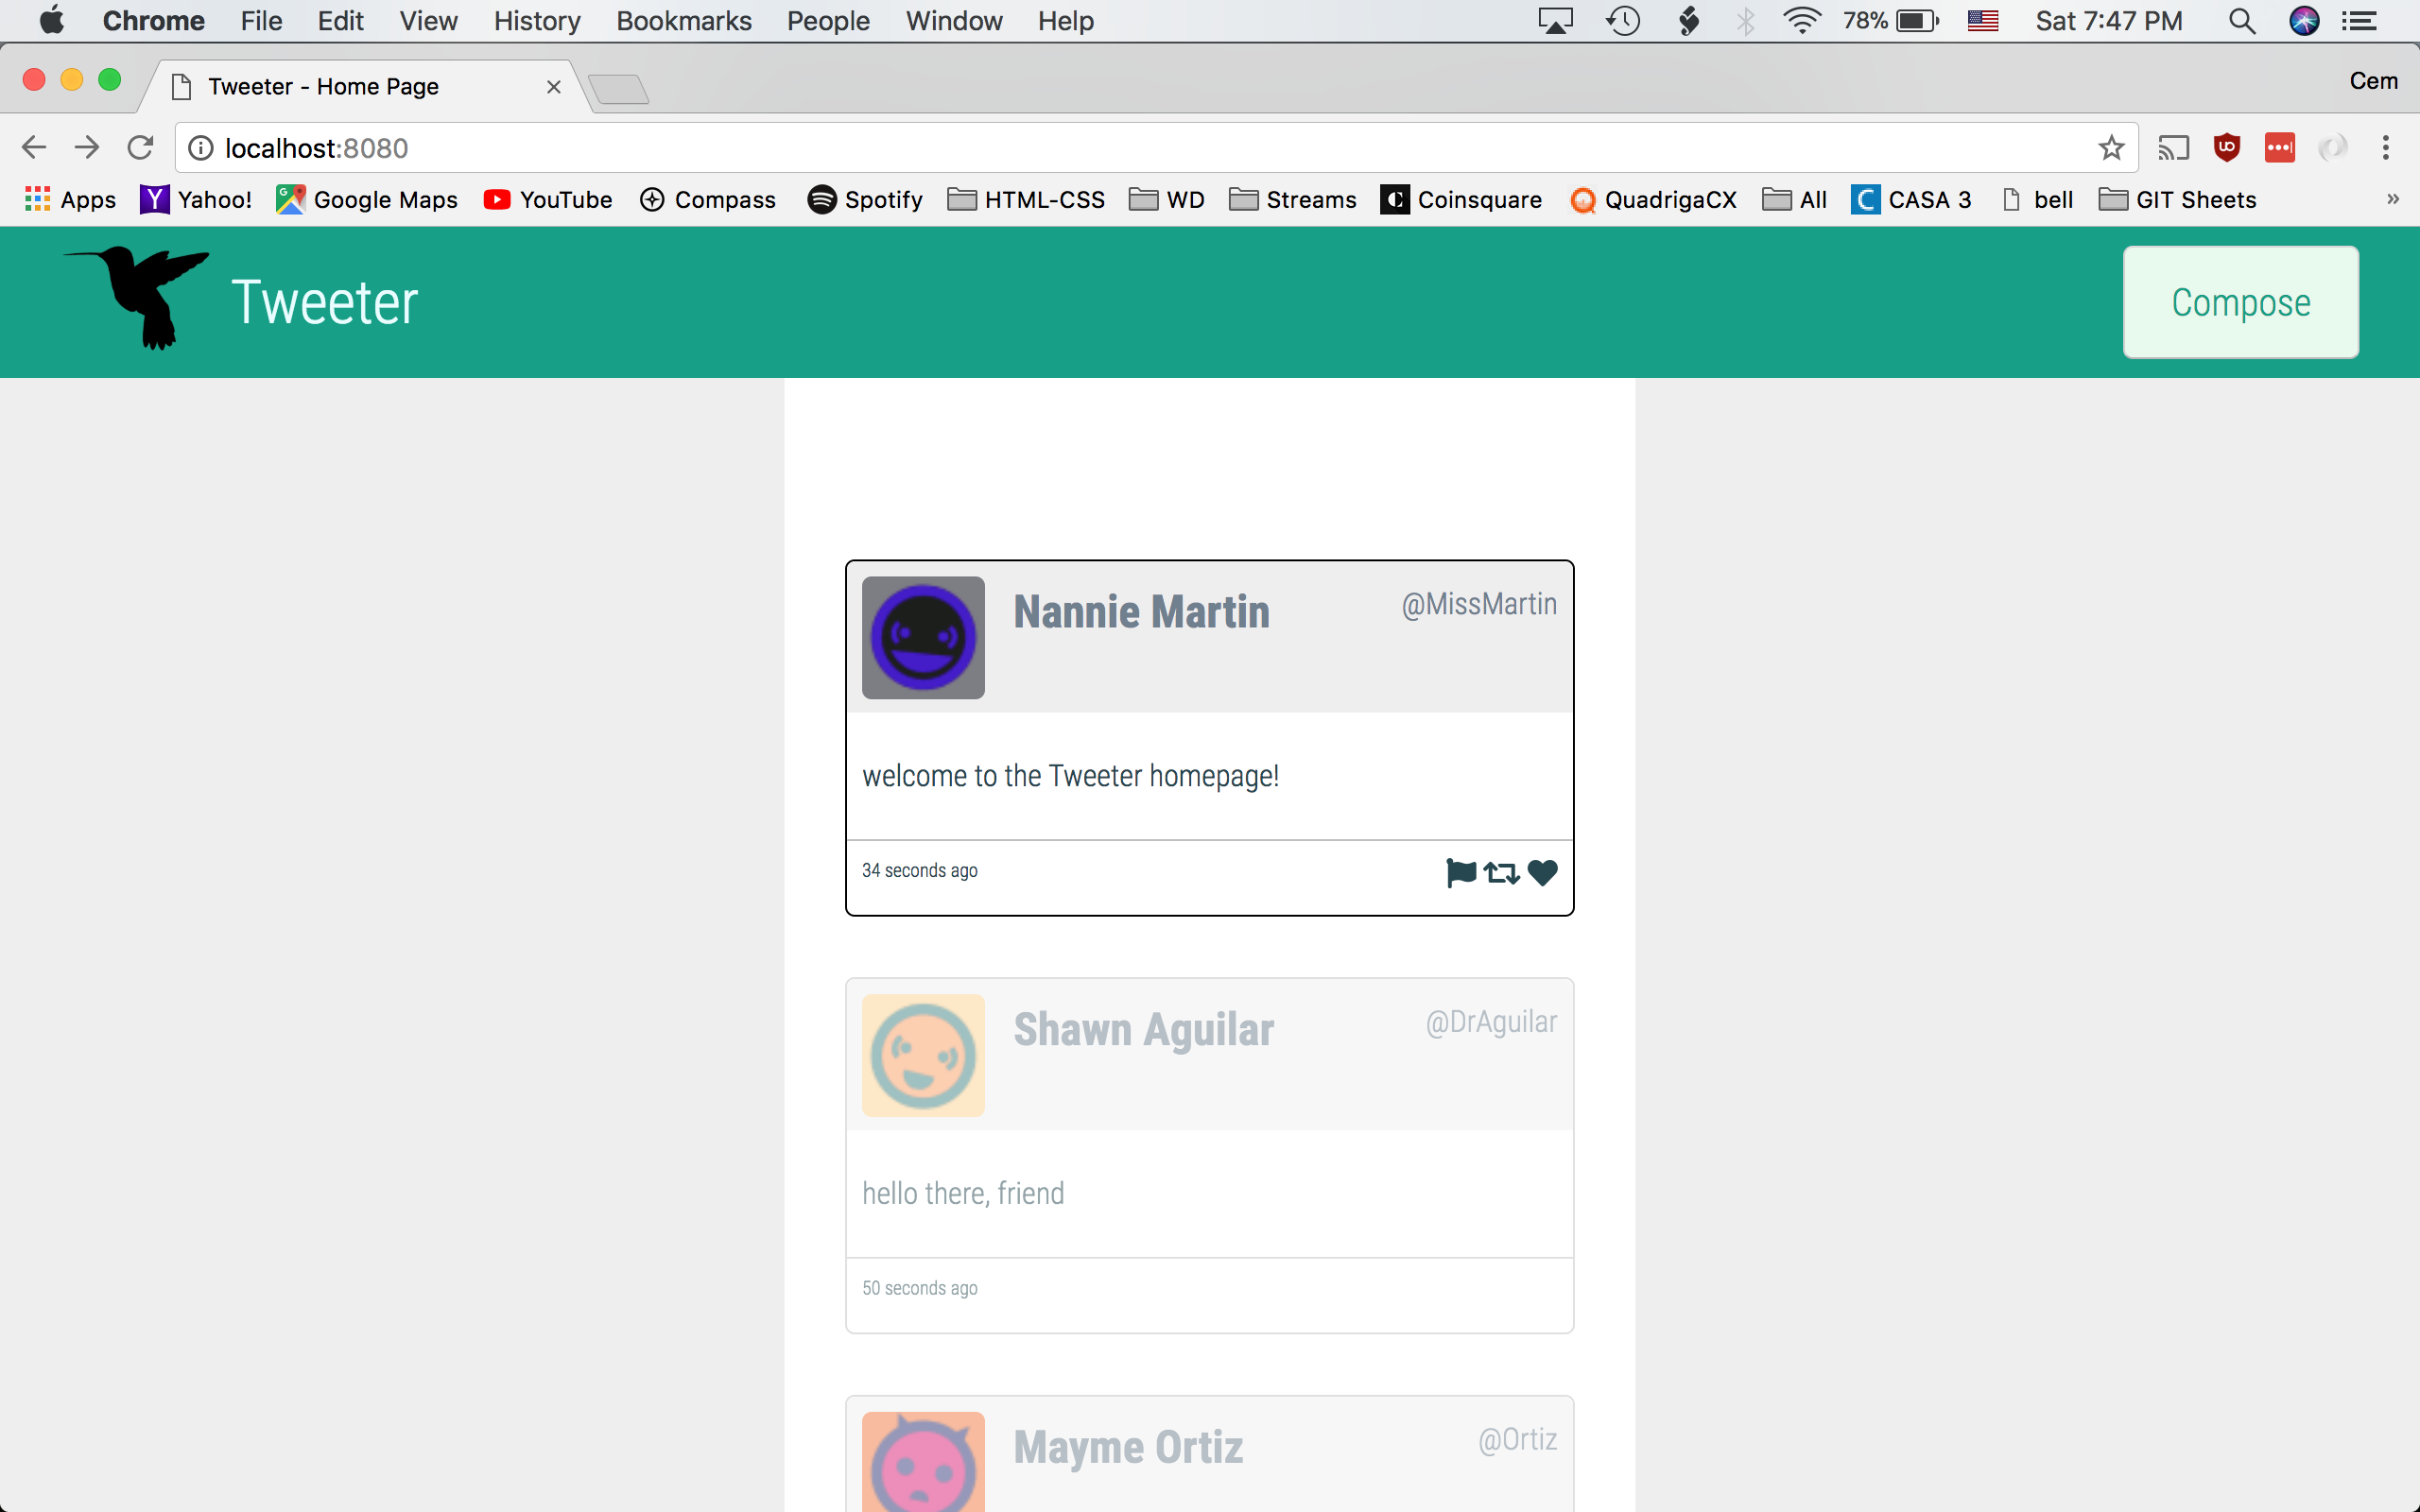 Chrome File Edit View History Bookmarks People Window Help 78% Sat 7:47 PM
Tweeter - Home Page Cem
localhost:8080
Apps Yahoo! Google Maps YouTube Compass Spotify HTML-CSS WD Streams Coinsquare QuadrigaCX All CASA 3 bell GIT Sheets »
Tweeter Compose
Nannie Martin @MissMartin
welcome to the Tweeter homepage!
34 seconds ago
Shawn Aguilar @DrAguilar
hello there, friend
50 seconds ago
Mayme Ortiz @Ortiz